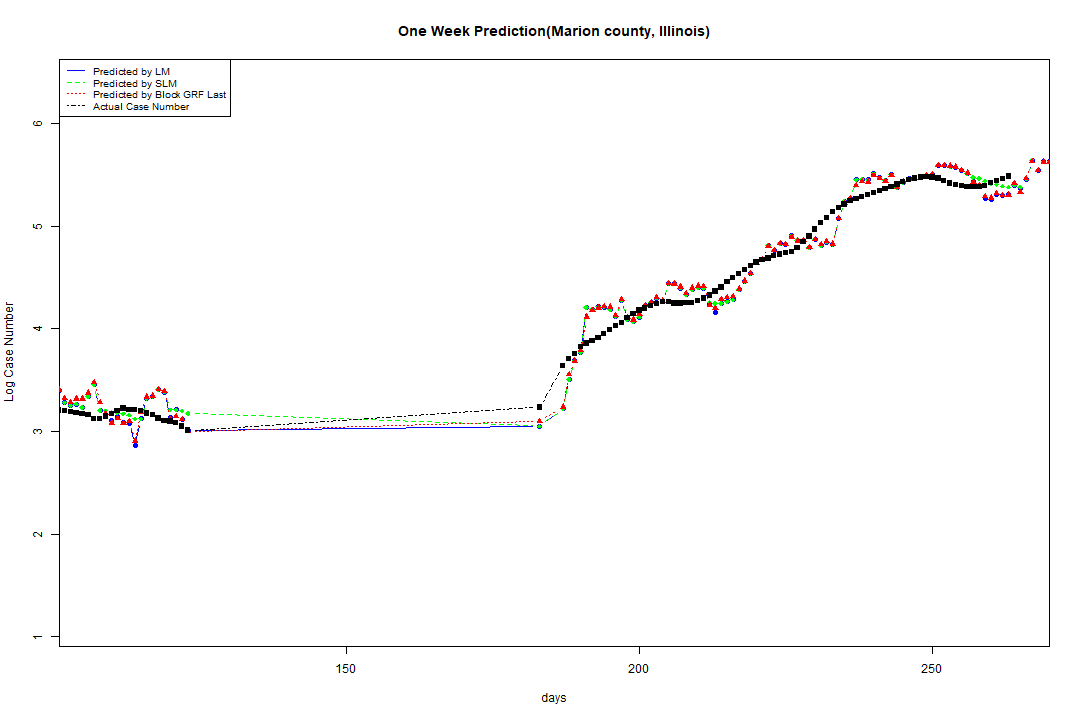 One Week Prediction(Marion county, Illinois)
Predicted by LM
Predicted by SLM
Predicted by Block GRF Last
Actual Case Number
6
5
4
3
2
1
Log Case Number
150 200 250
days